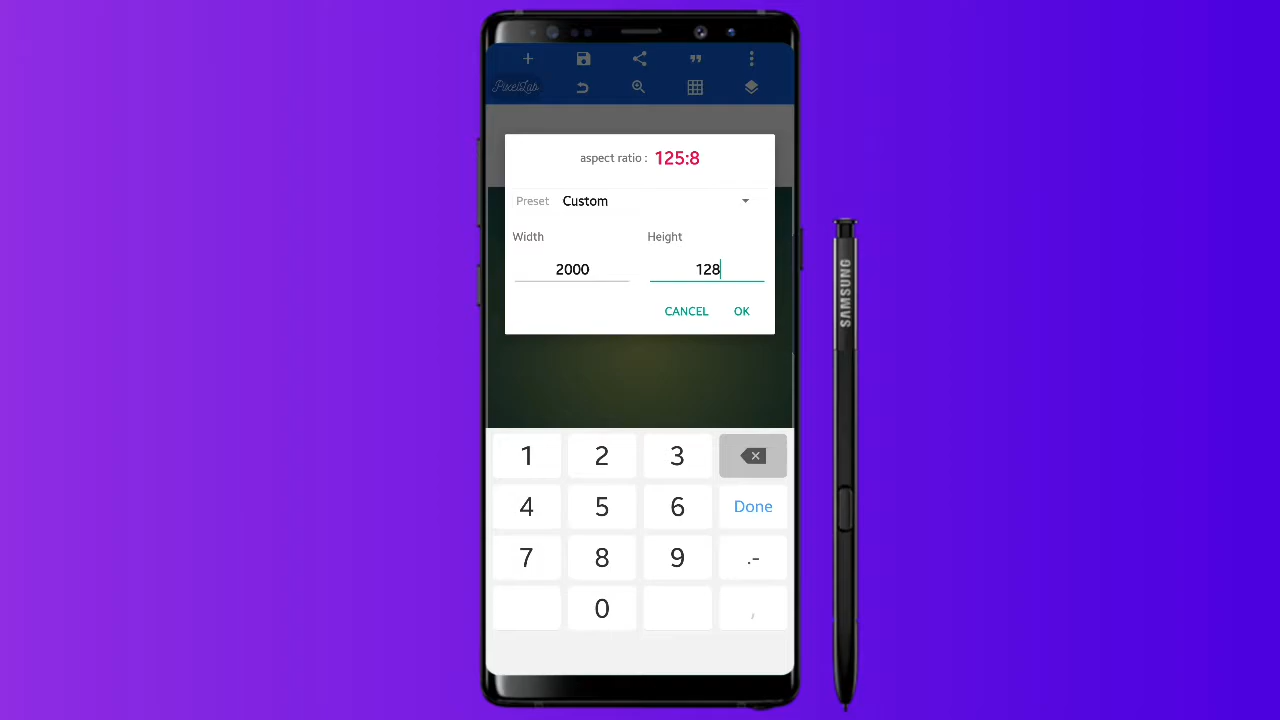 PixelLab
aspect ratio : 125:8
Preset Custom
Width Height
2000 128
CANCEL OK
1 2 3
4 5 6 Done
7 8 9 .-
0 ,
SAMSUNG